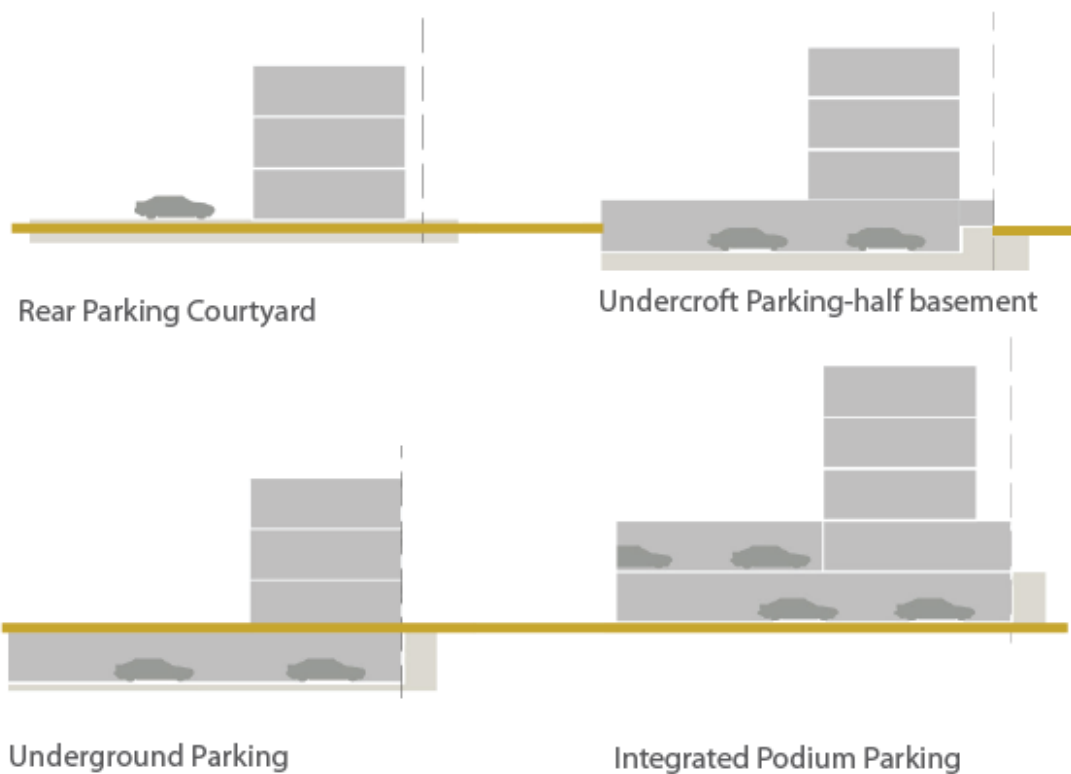 Rear Parking Courtyard
Undercroft Parking-half basement
Underground Parking
Integrated Podium Parking